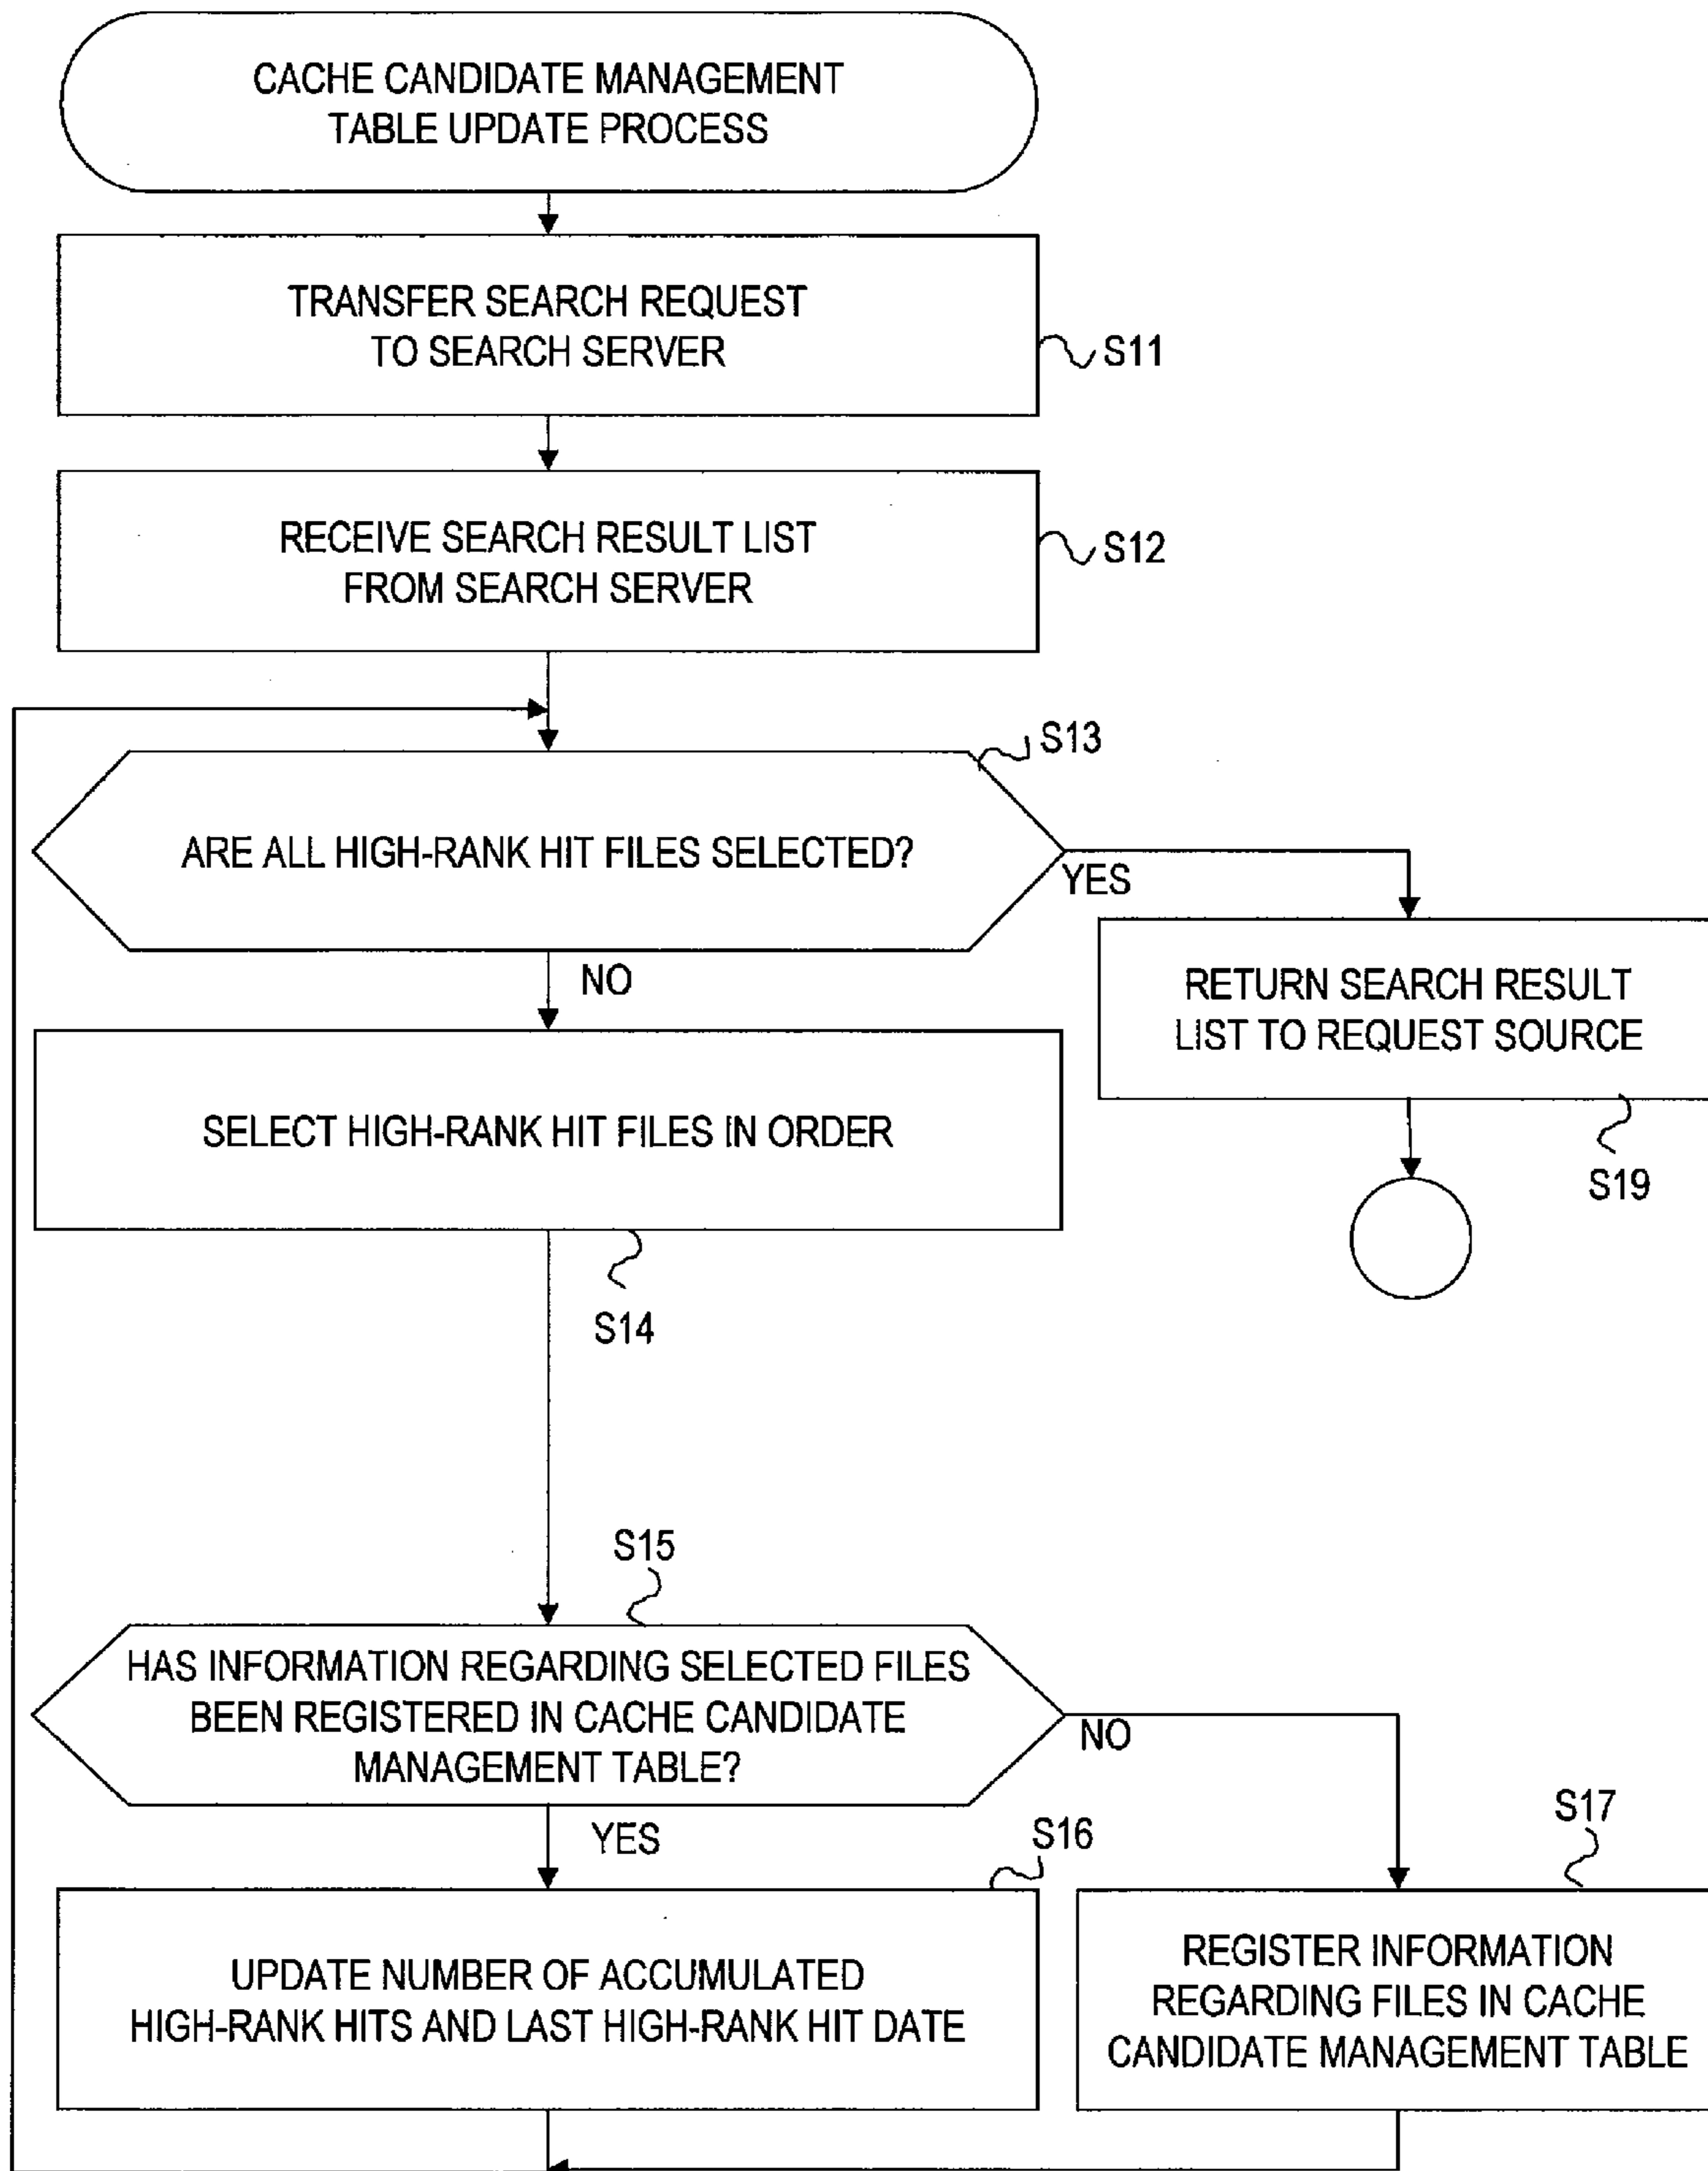 CACHE CANDIDATE MANAGEMENT
TABLE UPDATE PROCESS
TRANSFER SEARCH REQUEST
TO SEARCH SERVER
S11
RECEIVE SEARCH RESULT LIST
FROM SEARCH SERVER
S12
S13
ARE ALL HIGH-RANK HIT FILES SELECTED?
YES
NO
RETURN SEARCH RESULT
LIST TO REQUEST SOURCE
S19
SELECT HIGH-RANK HIT FILES IN ORDER
S14
S15
HAS INFORMATION REGARDING SELECTED FILES
BEEN REGISTERED IN CACHE CANDIDATE
MANAGEMENT TABLE?
NO
YES
S16
S17
UPDATE NUMBER OF ACCUMULATED
HIGH-RANK HITS AND LAST HIGH-RANK HIT DATE
REGISTER INFORMATION
REGARDING FILES IN CACHE
CANDIDATE MANAGEMENT TABLE